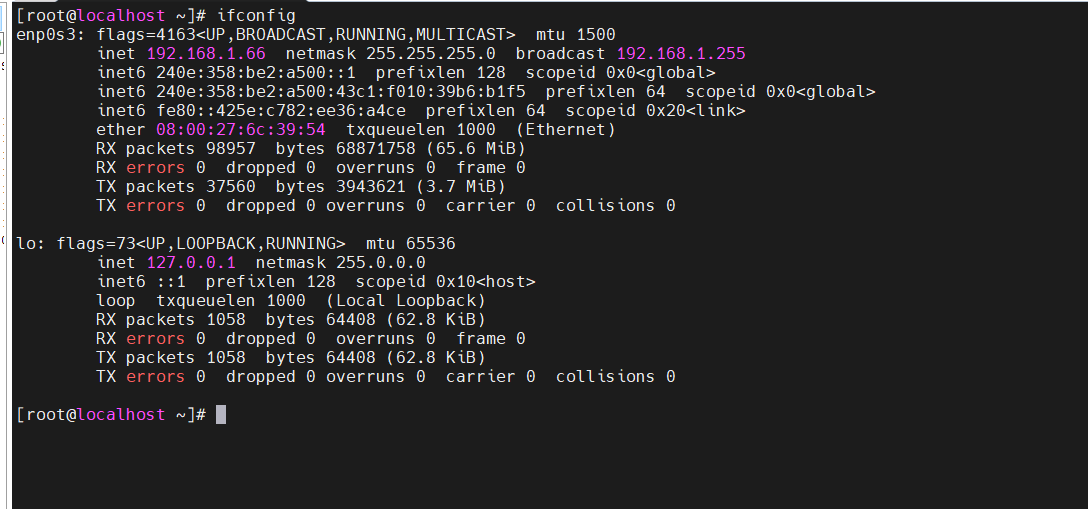 [root@localhost ~]# ifconfig
enp0s3: flags=4163<UP,BROADCAST,RUNNING,MULTICAST>  mtu 1500
        inet 192.168.1.66  netmask 255.255.255.0  broadcast 192.168.1.255
        inet6 240e:358:be2:a500::1  prefixlen 128  scopeid 0x0<global>
        inet6 240e:358:be2:a500:43c1:f010:39b6:b1f5  prefixlen 64  scopeid 0x0<global>
        inet6 fe80::425e:c782:ee36:a4ce  prefixlen 64  scopeid 0x20<link>
        ether 08:00:27:6c:39:54  txqueuelen 1000  (Ethernet)
        RX packets 98957  bytes 68871758 (65.6 MiB)
        RX errors 0  dropped 0  overruns 0  frame 0
        TX packets 37560  bytes 3943621 (3.7 MiB)
        TX errors 0  dropped 0 overruns 0  carrier 0  collisions 0

lo: flags=73<UP,LOOPBACK,RUNNING>  mtu 65536
        inet 127.0.0.1  netmask 255.0.0.0
        inet6 ::1  prefixlen 128  scopeid 0x10<host>
        loop  txqueuelen 1000  (Local Loopback)
        RX packets 1058  bytes 64408 (62.8 KiB)
        RX errors 0  dropped 0  overruns 0  frame 0
        TX packets 1058  bytes 64408 (62.8 KiB)
        TX errors 0  dropped 0 overruns 0  carrier 0  collisions 0

[root@localhost ~]#